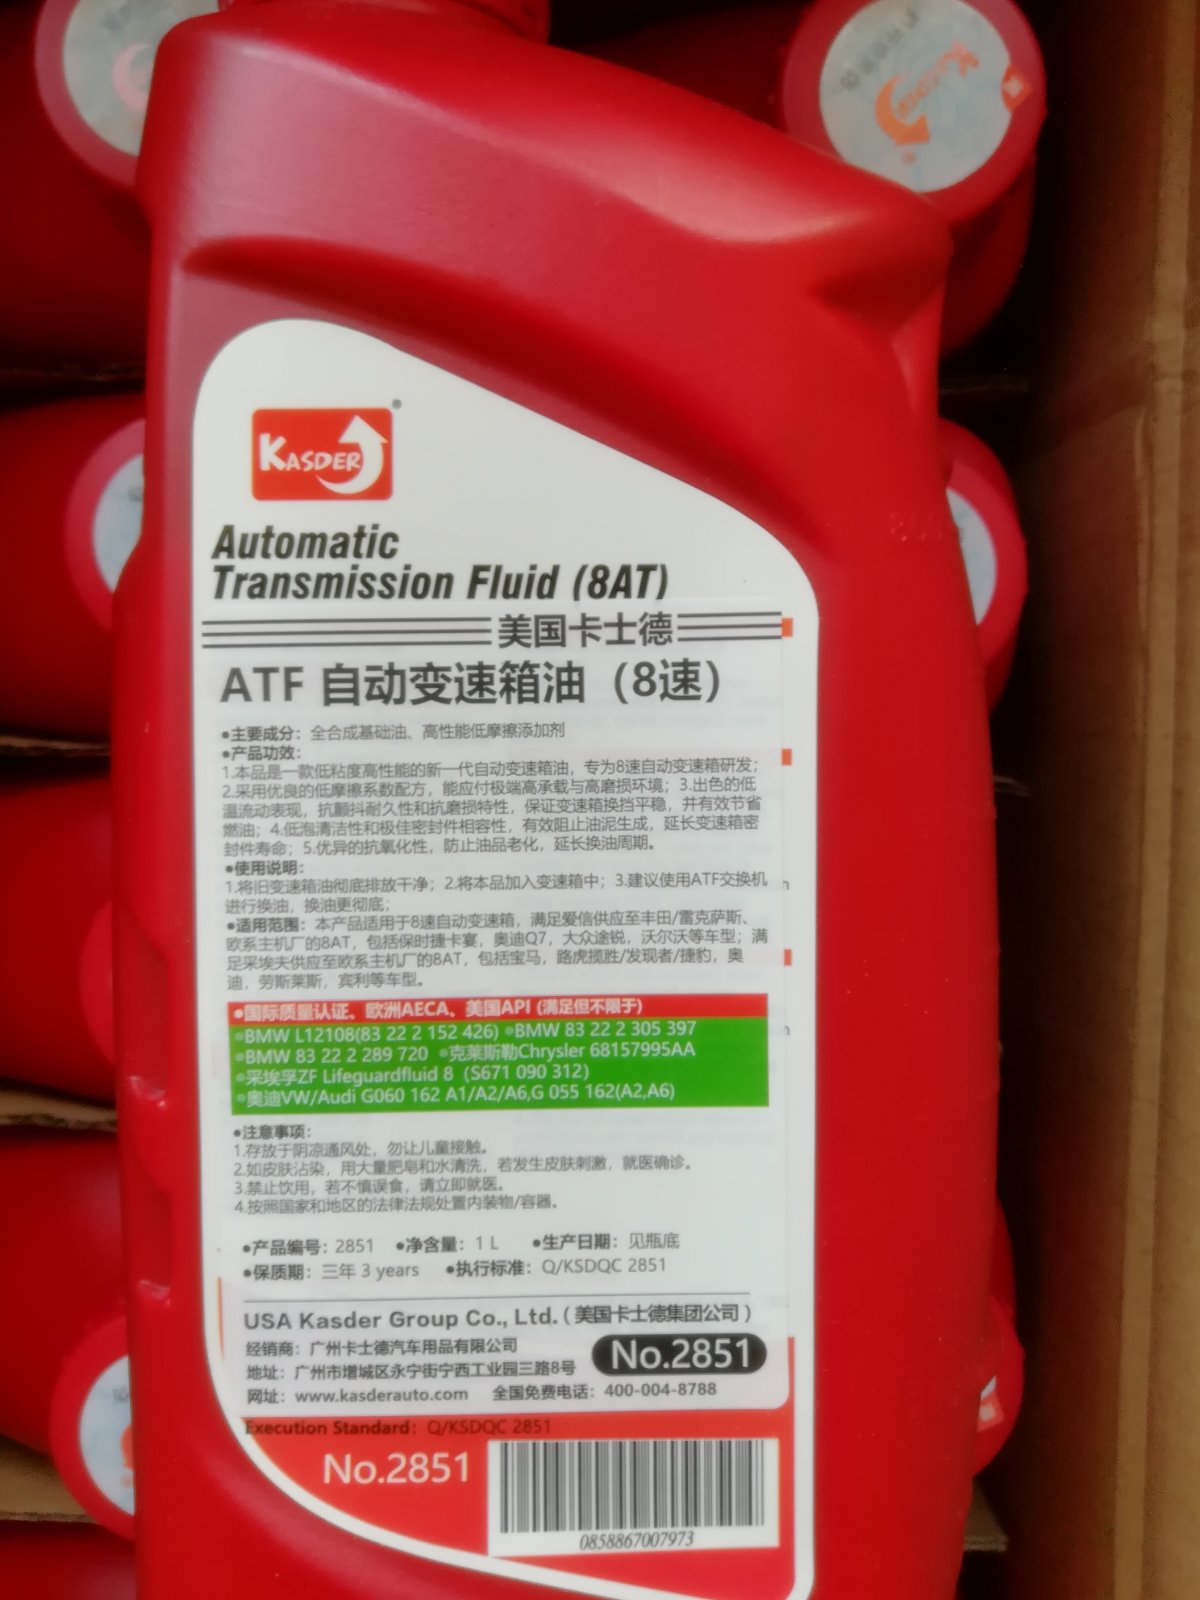 KASDER
®
Automatic
Transmission Fluid (8AT)
美国卡士德
ATF 自动变速箱油（8速）
●主要成分：全合成基础油、高性能低摩擦添加剂
●产品功效：
1.本品是一款低粘度高性能的新一代自动变速箱油，专为8速自动变速箱研发；
2.采用优良的低摩擦系数配方，能应付极端高承载与高磨损环境；3.出色的低
温流动表现，抗颤抖耐久性和抗磨损特性，保证变速箱换挡平稳，并有效节省
燃油；4.低泡清洁性和极佳密封件相容性，有效阻止油泥生成，延长变速箱密
封件寿命；5.优异的抗氧化性，防止油品老化，延长换油周期。
●使用说明：
1.将旧变速箱油彻底排放干净；2.将本品加入变速箱中；3.建议使用ATF交换机
进行换油，换油更彻底；
●适用范围：本产品适用于8速自动变速箱，满足爱信供应至丰田/雷克萨斯、
欧系主机厂的8AT，包括保时捷卡宴，奥迪Q7，大众途锐，沃尔沃等车型；满
足采埃夫供应至欧系主机厂的8AT，包括宝马，路虎揽胜/发现者/捷豹，奥
迪，劳斯莱斯，宾利等车型。
●国际质量认证、欧洲AECA、美国API (满足但不限于)
●BMW L12108(83 22 2 152 426) ●BMW 83 22 2 305 397
●BMW 83 22 2 289 720 ●克莱斯勒Chrysler 68157995AA
●采埃孚ZF Lifeguardfluid 8（S671 090 312）
●奥迪VW/Audi G060 162 A1/A2/A6,G 055 162(A2,A6)
●注意事项：
1.存放于阴凉通风处，勿让儿童接触。
2.如皮肤沾染，用大量肥皂和水清洗，若发生皮肤刺激，就医确诊。
3.禁止饮用，若不慎误食，请立即就医。
4.按照国家和地区的法律法规处置内装物/容器。
●产品编号：2851 ●净含量：1 L ●生产日期：见瓶底
●保质期：三年 3 years ●执行标准：Q/KSDQC 2851
USA Kasder Group Co., Ltd.（美国卡士德集团公司）
经销商：广州卡士德汽车用品有限公司
地址：广州市增城区永宁街宁西工业园三路8号
No.2851
网址：www.kasderauto.com 全国免费电话：400-004-8788
Execution Standard: Q/KSDQC 2851
No.2851
0858867007973
KASDER
800